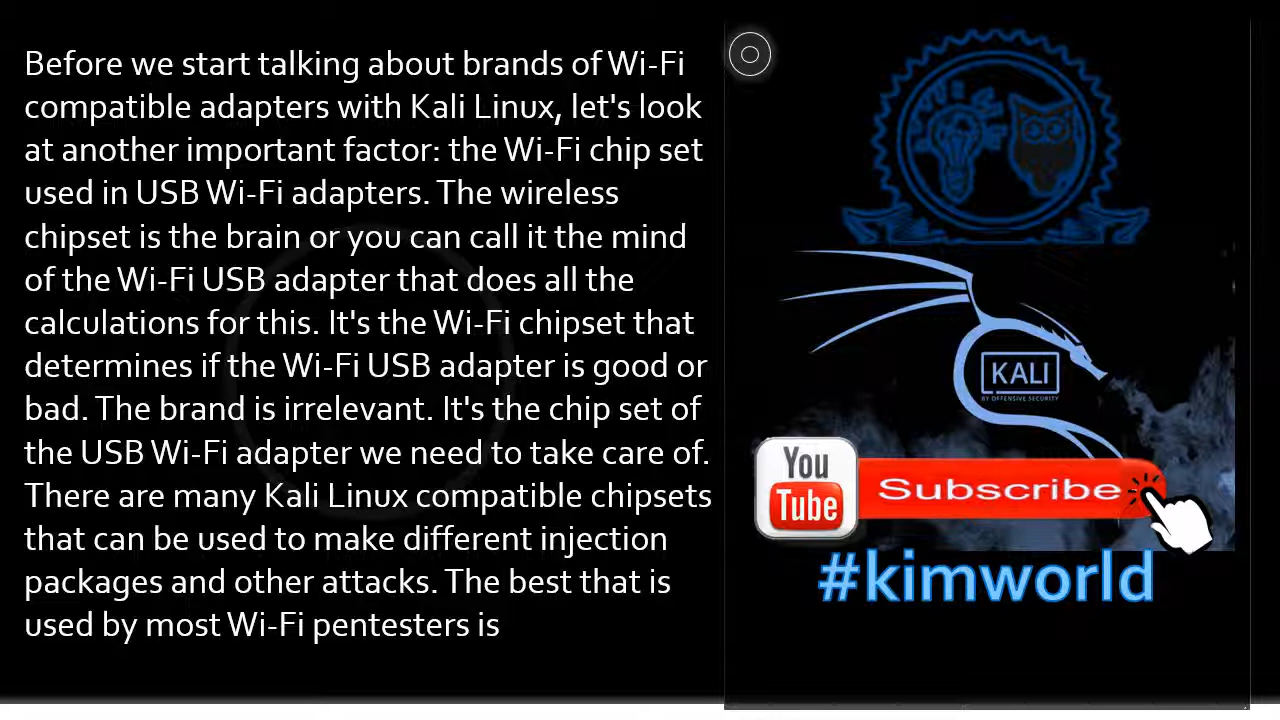 Before we start talking about brands of Wi-Fi
compatible adapters with Kali Linux, let's look
at another important factor: the Wi-Fi chip set
used in USB Wi-Fi adapters. The wireless
chipset is the brain or you can call it the mind
of the Wi-Fi USB adapter that does all the
calculations for this. It's the Wi-Fi chipset that
determines if the Wi-Fi USB adapter is good or
bad. The brand is irrelevant. It's the chip set of
the USB Wi-Fi adapter we need to take care of.
There are many Kali Linux compatible chipsets
that can be used to make different injection
packages and other attacks. The best that is
used by most Wi-Fi pentesters is
KALI
BY OFFENSIVE SECURITY
You
Tube
Subscribe
#kimworld